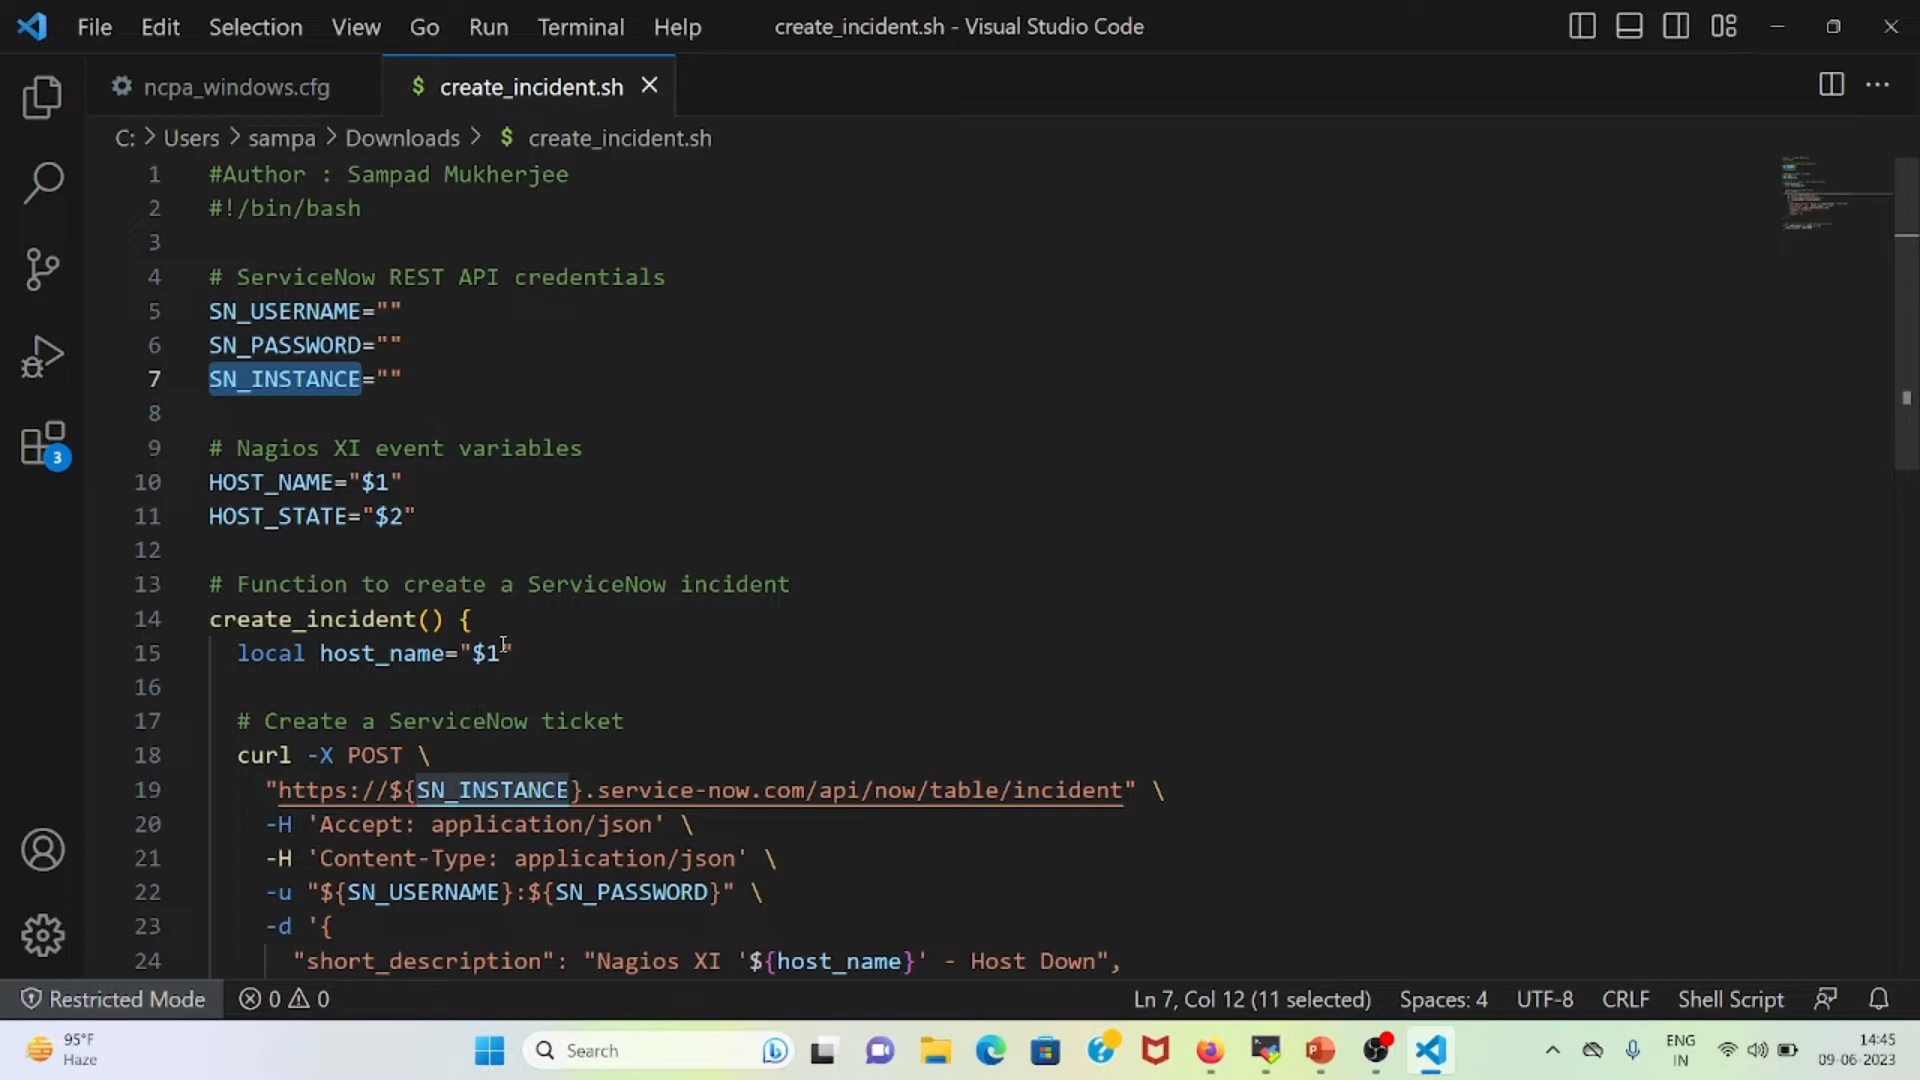 File Edit Selection View Go Run Terminal Help create_incident.sh - Visual Studio Code
ncpa_windows.cfg $ create_incident.sh
C: > Users > sampa > Downloads > $ create_incident.sh
1 #Author : Sampad Mukherjee
2 #!/bin/bash
3
4 # ServiceNow REST API credentials
5 SN_USERNAME=""
6 SN_PASSWORD=""
7 SN_INSTANCE=""
8
9 # Nagios XI event variables
10 HOST_NAME="$1"
11 HOST_STATE="$2"
12
13 # Function to create a ServiceNow incident
14 create_incident() {
15 local host_name="$1"
16
17 # Create a ServiceNow ticket
18 curl -X POST \
19 "https://${SN_INSTANCE}.service-now.com/api/now/table/incident" \
20 -H 'Accept: application/json' \
21 -H 'Content-Type: application/json' \
22 -u "${SN_USERNAME}:${SN_PASSWORD}" \
23 -d '{
24 "short_description": "Nagios XI '${host_name}' - Host Down",
3
Restricted Mode 0 0 Ln 7, Col 12 (11 selected) Spaces: 4 UTF-8 CRLF Shell Script
95°F
Haze
Search
ENG
IN
14:45
09-06-2023